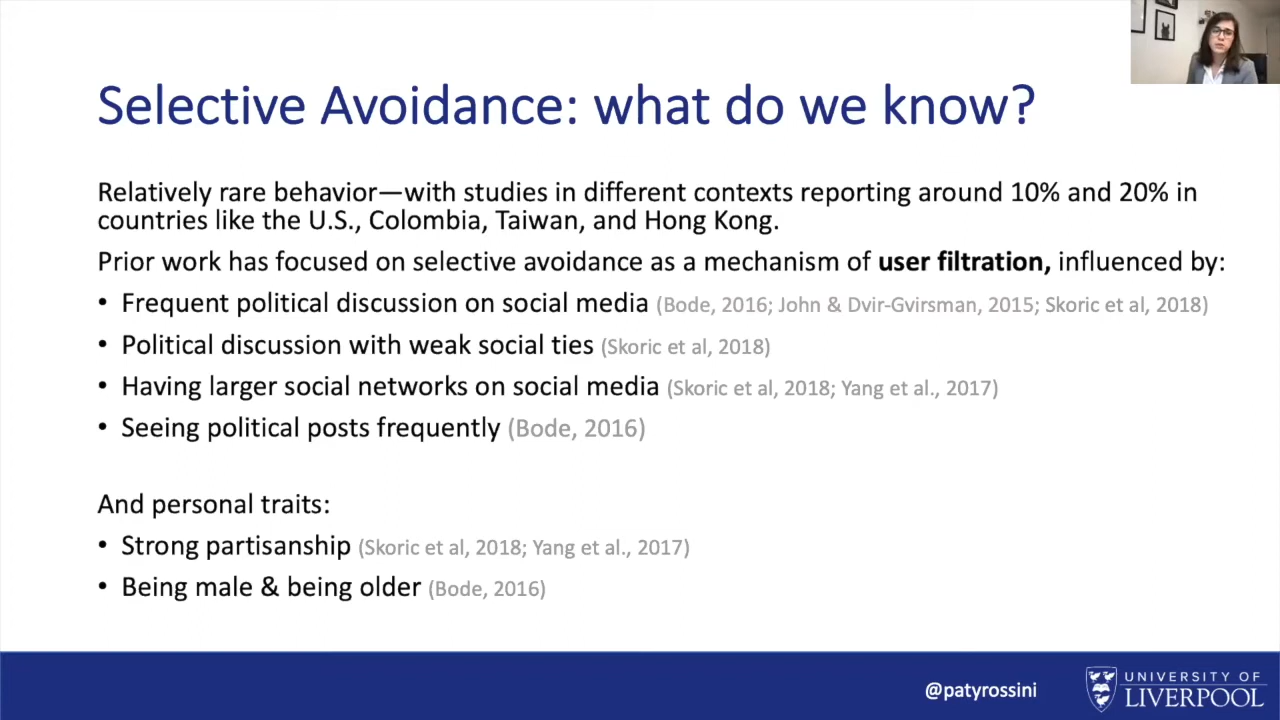 Selective Avoidance: what do we know?
Relatively rare behavior—with studies in different contexts reporting around 10% and 20% in
countries like the U.S., Colombia, Taiwan, and Hong Kong.
Prior work has focused on selective avoidance as a mechanism of user filtration, influenced by:
• Frequent political discussion on social media (Bode, 2016; John & Dvir-Gvirsman, 2015; Skoric et al, 2018)
• Political discussion with weak social ties (Skoric et al, 2018)
• Having larger social networks on social media (Skoric et al, 2018; Yang et al., 2017)
• Seeing political posts frequently (Bode, 2016)
And personal traits:
• Strong partisanship (Skoric et al, 2018; Yang et al., 2017)
• Being male & being older (Bode, 2016)
@patyrossini
UNIVERSITY OF
LIVERPOOL